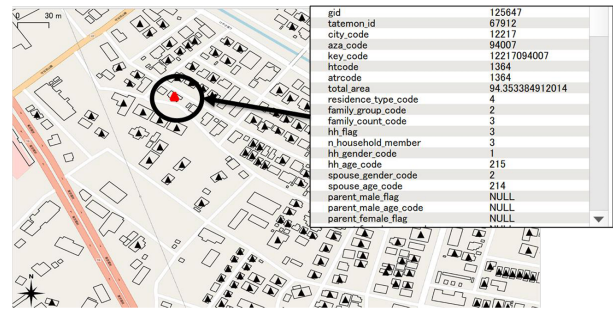 0 30 m
gid 125647
tatemon_id 67912
city_code 12217
aza_code 94007
key_code 12217094007
htcode 1364
atrcode 1364
total_area 94.353384912014
residence_type_code 4
family_group_code 2
family_count_code 3
hh_flag 3
n_household_member 3
hh_gender_code 1
hh_age_code 215
spouse_gender_code 2
spouse_age_code 214
parent_male_flag NULL
parent_male_age_code NULL
parent_female_flag NULL
N